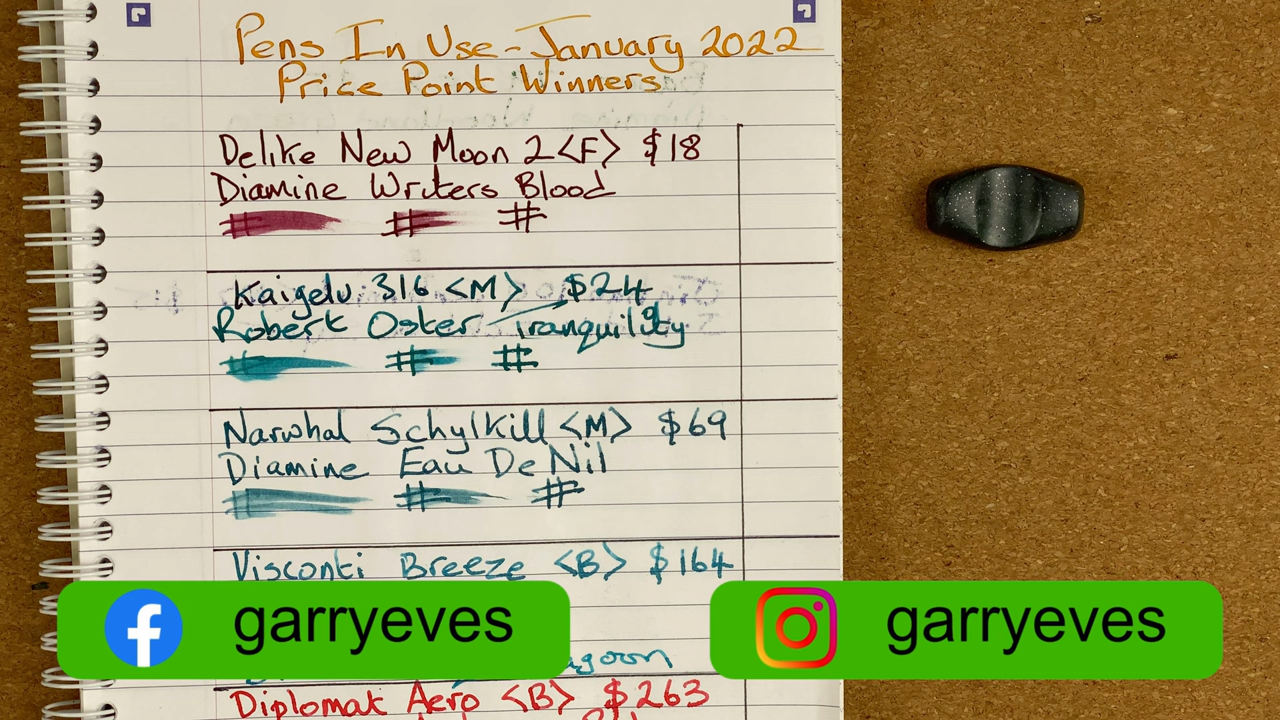 Pens In Use - January 2022
Price Point Winners
Delike New Moon 2 <F> $18
Diamine Writers Blood
# # #
Kaigelu 316 <M> $24
Robert Oster Tranquility
# # #
Narwhal Schylkill <M> $69
Diamine Eau De Nil
# # #
Visconti Breeze <B> $164
garryeves
garryeves
Diplomat Aero <B> $263